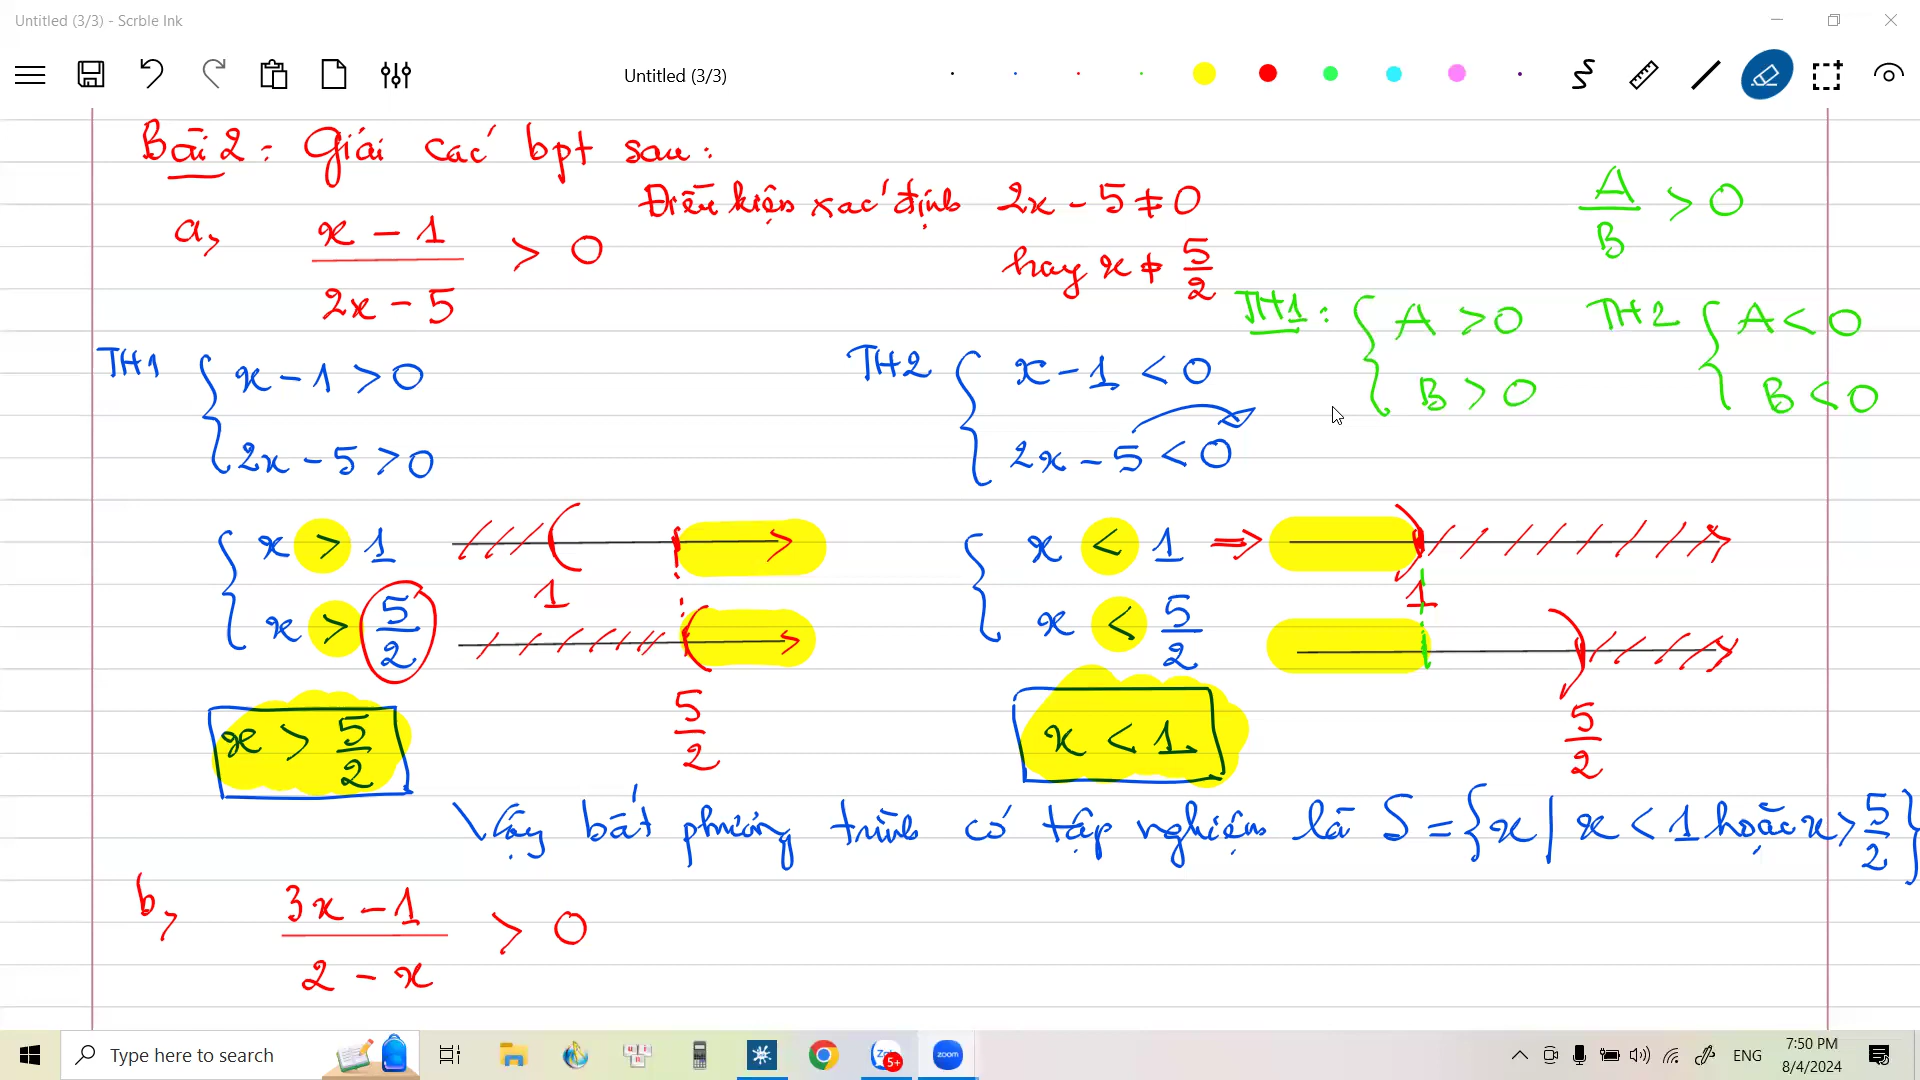 Untitled (3/3) - Scrble Ink
Untitled (3/3)
Bài 2: Giải các bpt sau:
a, x - 1 / 2x - 5 > 0
Điều kiện xác định 2x - 5 ≠ 0
hay x ≠ 5/2
A/B > 0
TH1: { A > 0
B > 0
TH2 { A < 0
B < 0
TH1 { x - 1 > 0
2x - 5 > 0
TH2 { x - 1 < 0
2x - 5 < 0
{ x > 1
x > 5/2
1
5/2
{ x < 1 ⇒
x < 5/2
1
5/2
x > 5/2
x < 1
Vậy bất phương trình có tập nghiệm là S = {x | x < 1 hoặc x > 5/2}
b, 3x - 1 / 2 - x > 0
Type here to search
5+
zoom
ENG
7:50 PM
8/4/2024